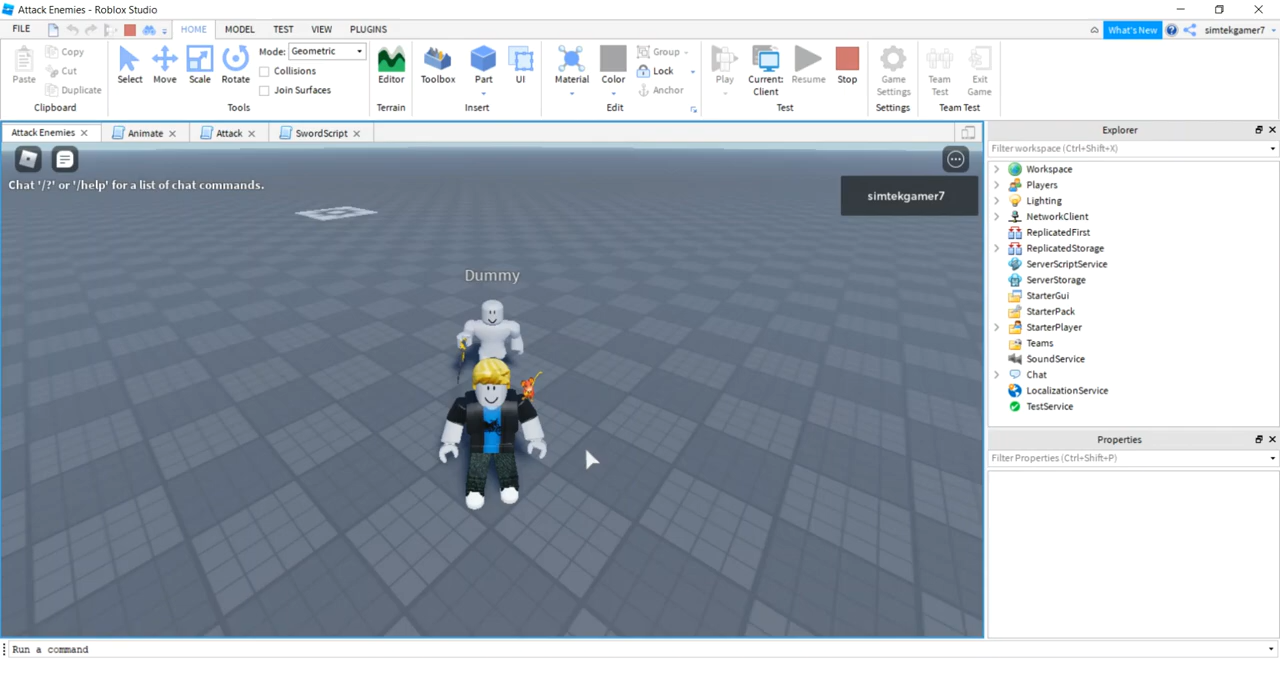 Attack Enemies - Roblox Studio
FILE HOME MODEL TEST VIEW PLUGINS What's New simtekgamer7
Paste Copy Cut Duplicate Clipboard
Select Move Scale Rotate Mode: Geometric Collisions Join Surfaces Tools
Editor Terrain
Toolbox Part UI Insert
Material Color Group Lock Anchor Edit
Play Current: Client Resume Stop Test
Game Settings Settings
Team Test Exit Game Team Test
Attack Enemies Animate Attack SwordScript
Chat '/?' or '/help' for a list of chat commands.
simtekgamer7
Dummy
Explorer
Filter workspace (Ctrl+Shift+X)
Workspace
Players
Lighting
NetworkClient
ReplicatedFirst
ReplicatedStorage
ServerScriptService
ServerStorage
StarterGui
StarterPack
StarterPlayer
Teams
SoundService
Chat
LocalizationService
TestService
Properties
Filter Properties (Ctrl+Shift+P)
Run a command